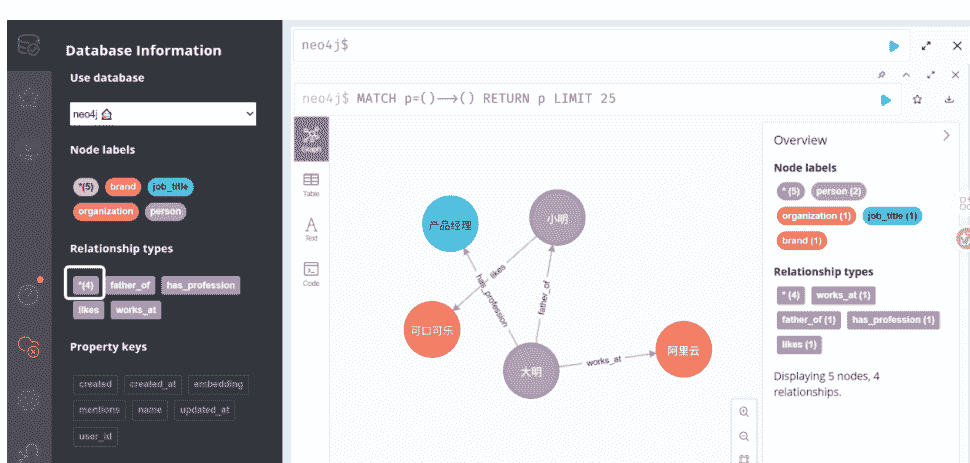 Database Information
Use database
neo4j
Node labels
*(5) brand job_title
organization person
Relationship types
*(4) father_of has_profession
likes works_at
Property keys
created created_at embedding
mentions name updated_at
user_id
neo4j$
neo4j$ MATCH p=()-->() RETURN p LIMIT 25
Graph
Table
Text
Code
产品经理
小明
likes
has_profession
father_of
可口可乐
大明
works_at
阿里云
Overview
Node labels
*(5) person (2)
organization (1) job_title (1)
brand (1)
Relationship types
*(4) works_at (1)
father_of (1) has_profession (1)
likes (1)
Displaying 5 nodes, 4
relationships.